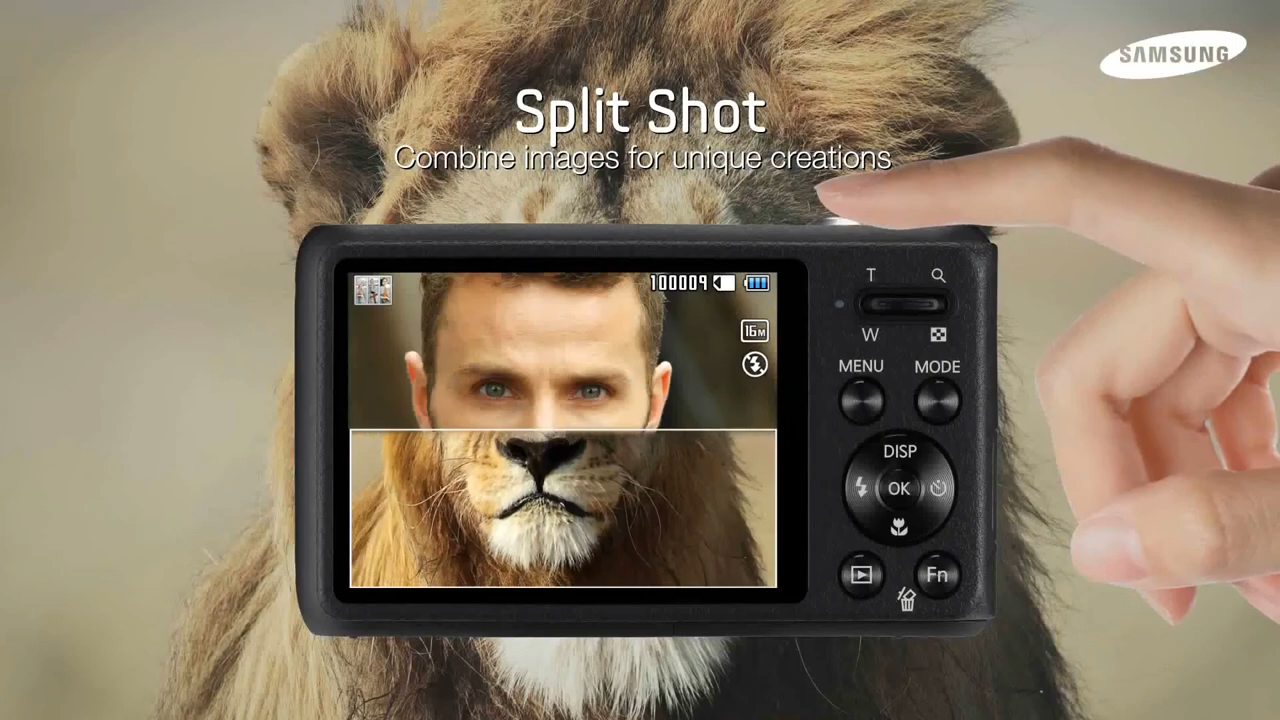 SAMSUNG
Split Shot
Combine images for unique creations
100009
16M
T
W
MENU MODE
DISP
OK
Fn